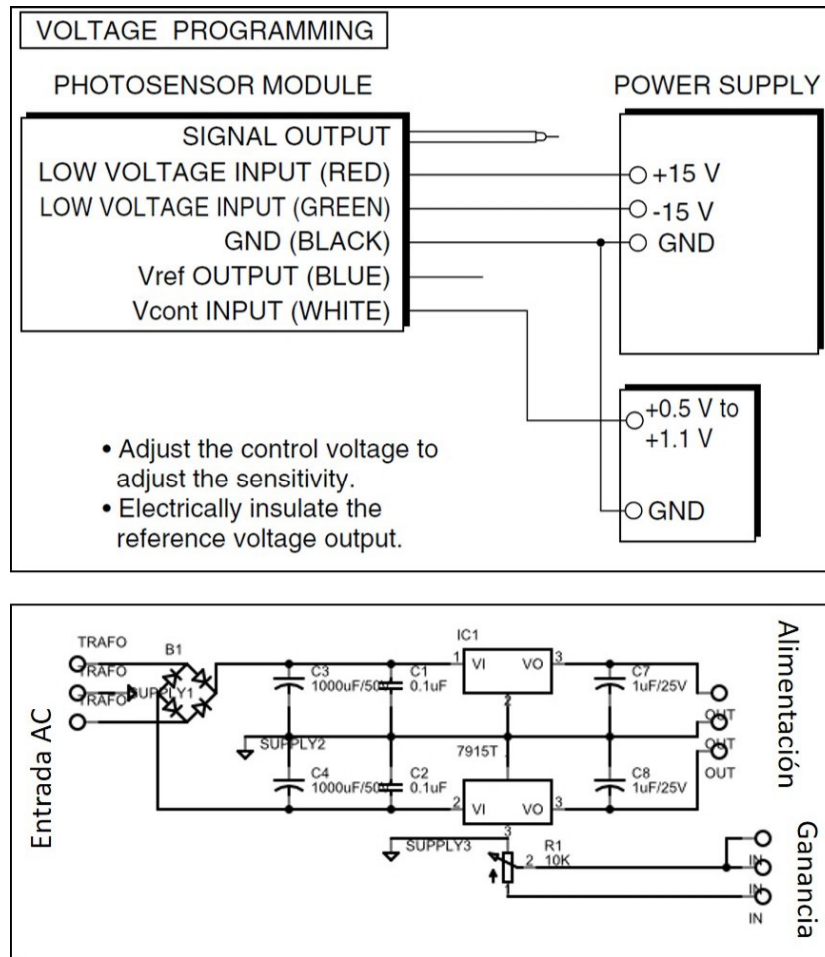 VOLTAGE PROGRAMMING
PHOTOSENSOR MODULE
POWER SUPPLY
SIGNAL OUTPUT
LOW VOLTAGE INPUT (RED)
+15 V
LOW VOLTAGE INPUT (GREEN)
-15 V
GND (BLACK)
GND
Vref OUTPUT (BLUE)
Vcont INPUT (WHITE)
+0.5 V to
+1.1 V
GND
• Adjust the control voltage to
adjust the sensitivity.
• Electrically insulate the
reference voltage output.
Entrada AC
TRAFO
TRAFO
TRAFO
B1
SUPPLY1
C3
1000uF/50V
C1
0.1uF
IC1
1
VI
VO
3
2
C7
1uF/25V
OUT
OUT
OUT
Alimentación
SUPPLY2
7915T
C4
1000uF/50V
C2
0.1uF
2
VI
VO
3
C8
1uF/25V
3
SUPPLY3
R1
2
10K
1
IN
IN
IN
Ganancia